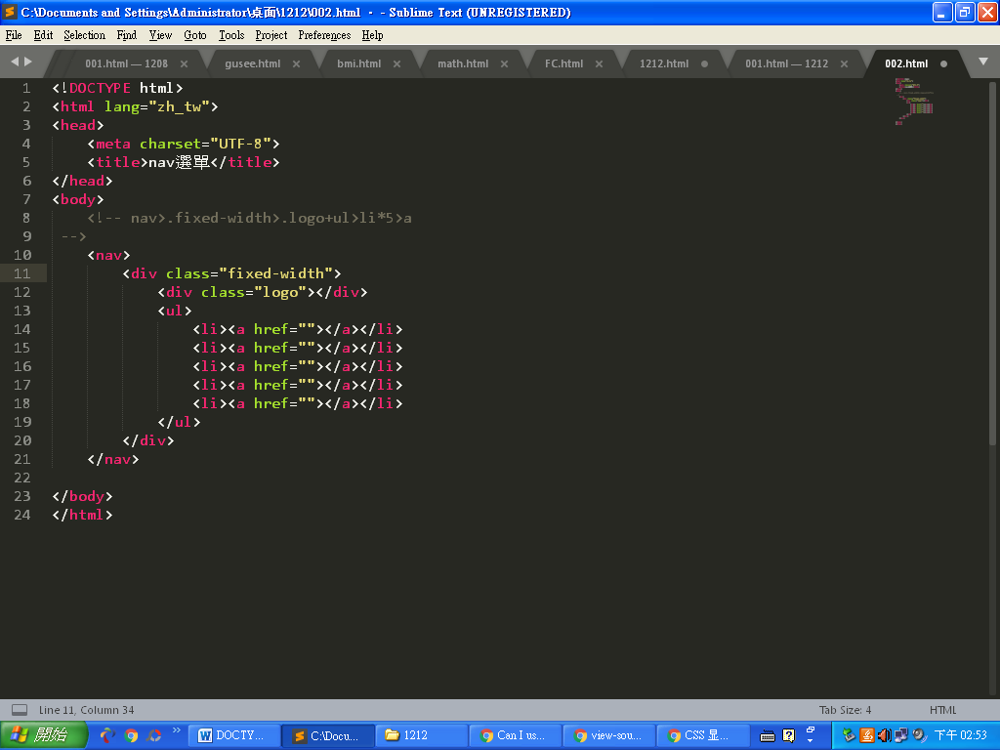 C:\Documents and Settings\Administrator\桌面\1212\002.html • - Sublime Text (UNREGISTERED)
File Edit Selection Find View Goto Tools Project Preferences Help
001.html — 1208 gusee.html bmi.html math.html FC.html 1212.html 001.html — 1212 002.html
1 <!DOCTYPE html>
2 <html lang="zh_tw">
3 <head>
4 <meta charset="UTF-8">
5 <title>nav選單</title>
6 </head>
7 <body>
8 <!-- nav>.fixed-width>.logo+ul>li*5>a
9 -->
10 <nav>
11 <div class="fixed-width">
12 <div class="logo"></div>
13 <ul>
14 <li><a href=""></a></li>
15 <li><a href=""></a></li>
16 <li><a href=""></a></li>
17 <li><a href=""></a></li>
18 <li><a href=""></a></li>
19 </ul>
20 </div>
21 </nav>
22
23 </body>
24 </html>
Line 11, Column 34 Tab Size: 4 HTML
開始 DOCTY... C:\Docu... 1212 Can I us... view-sou... CSS 显... 下午 02:53